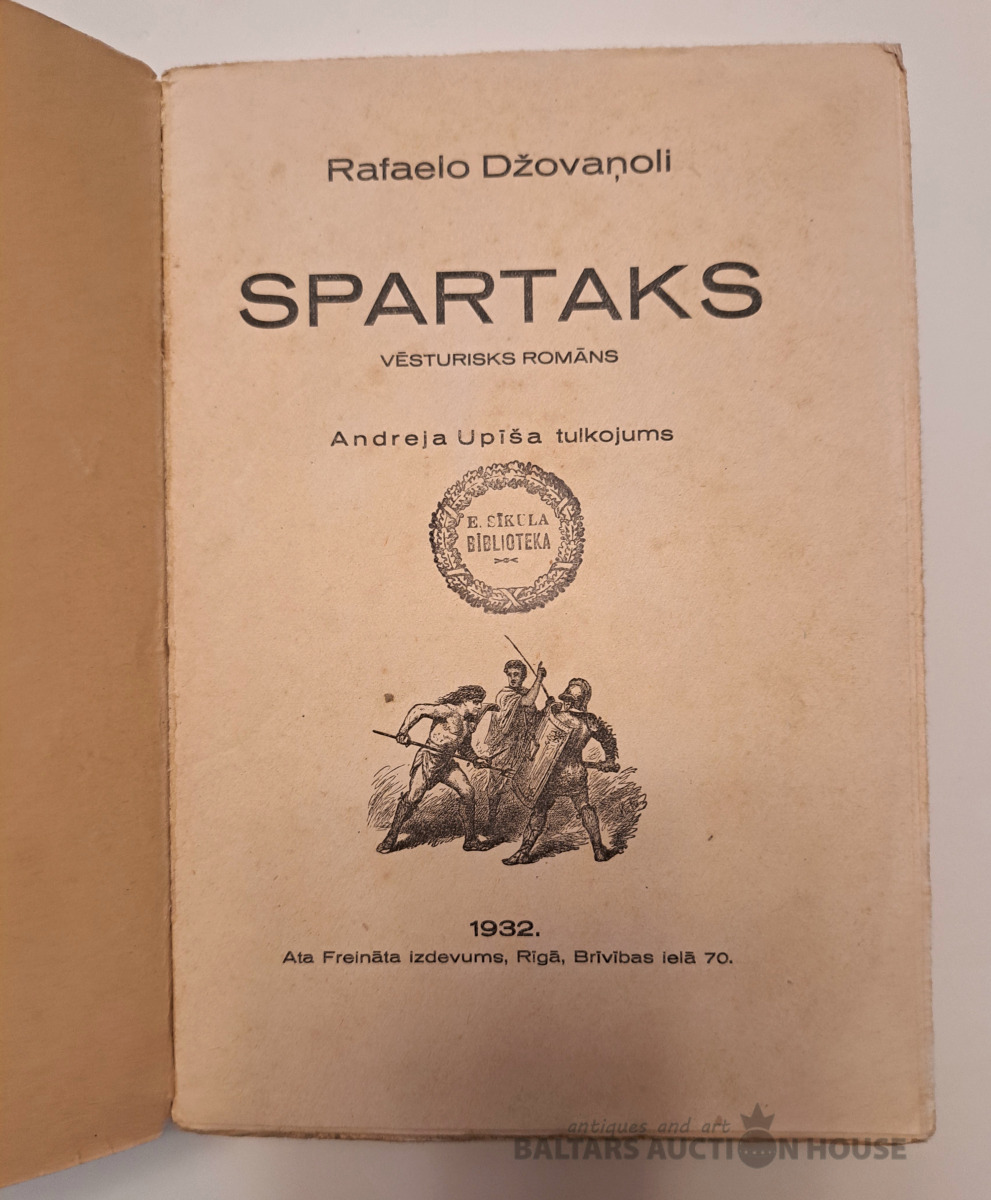 Rafaelo Džovaņoli
SPARTAKS
VĒSTURISKS ROMĀNS
Andreja Upīša tulkojums
E. SĪKUĻA
BIBLIOTEKA
1932.
Ata Freināta izdevums, Rīgā, Brīvības ielā 70.
antiques and art
BALTARS AUCTION HOUSE